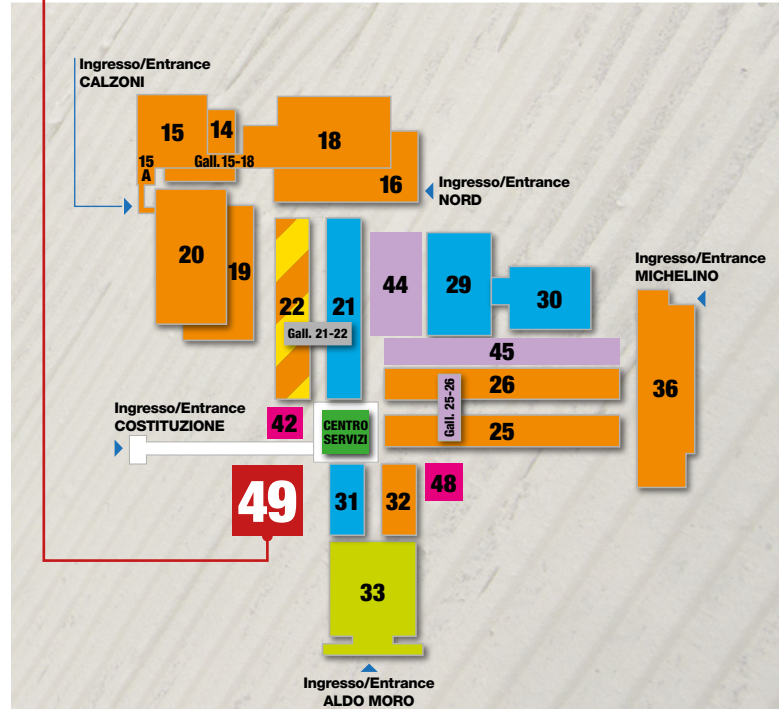 Ingresso/Entrance
CALZONI
15
14
18
15
A
Gall.15-18
16
Ingresso/Entrance
NORD
20
19
22
21
44
29
30
Gall. 21-22
Ingresso/Entrance
MICHELINO
36
45
26
Gall. 25-26
25
Ingresso/Entrance
COSTITUZIONE
42
CENTRO
SERVIZI
49
31
32
48
33
Ingresso/Entrance
ALDO MORO